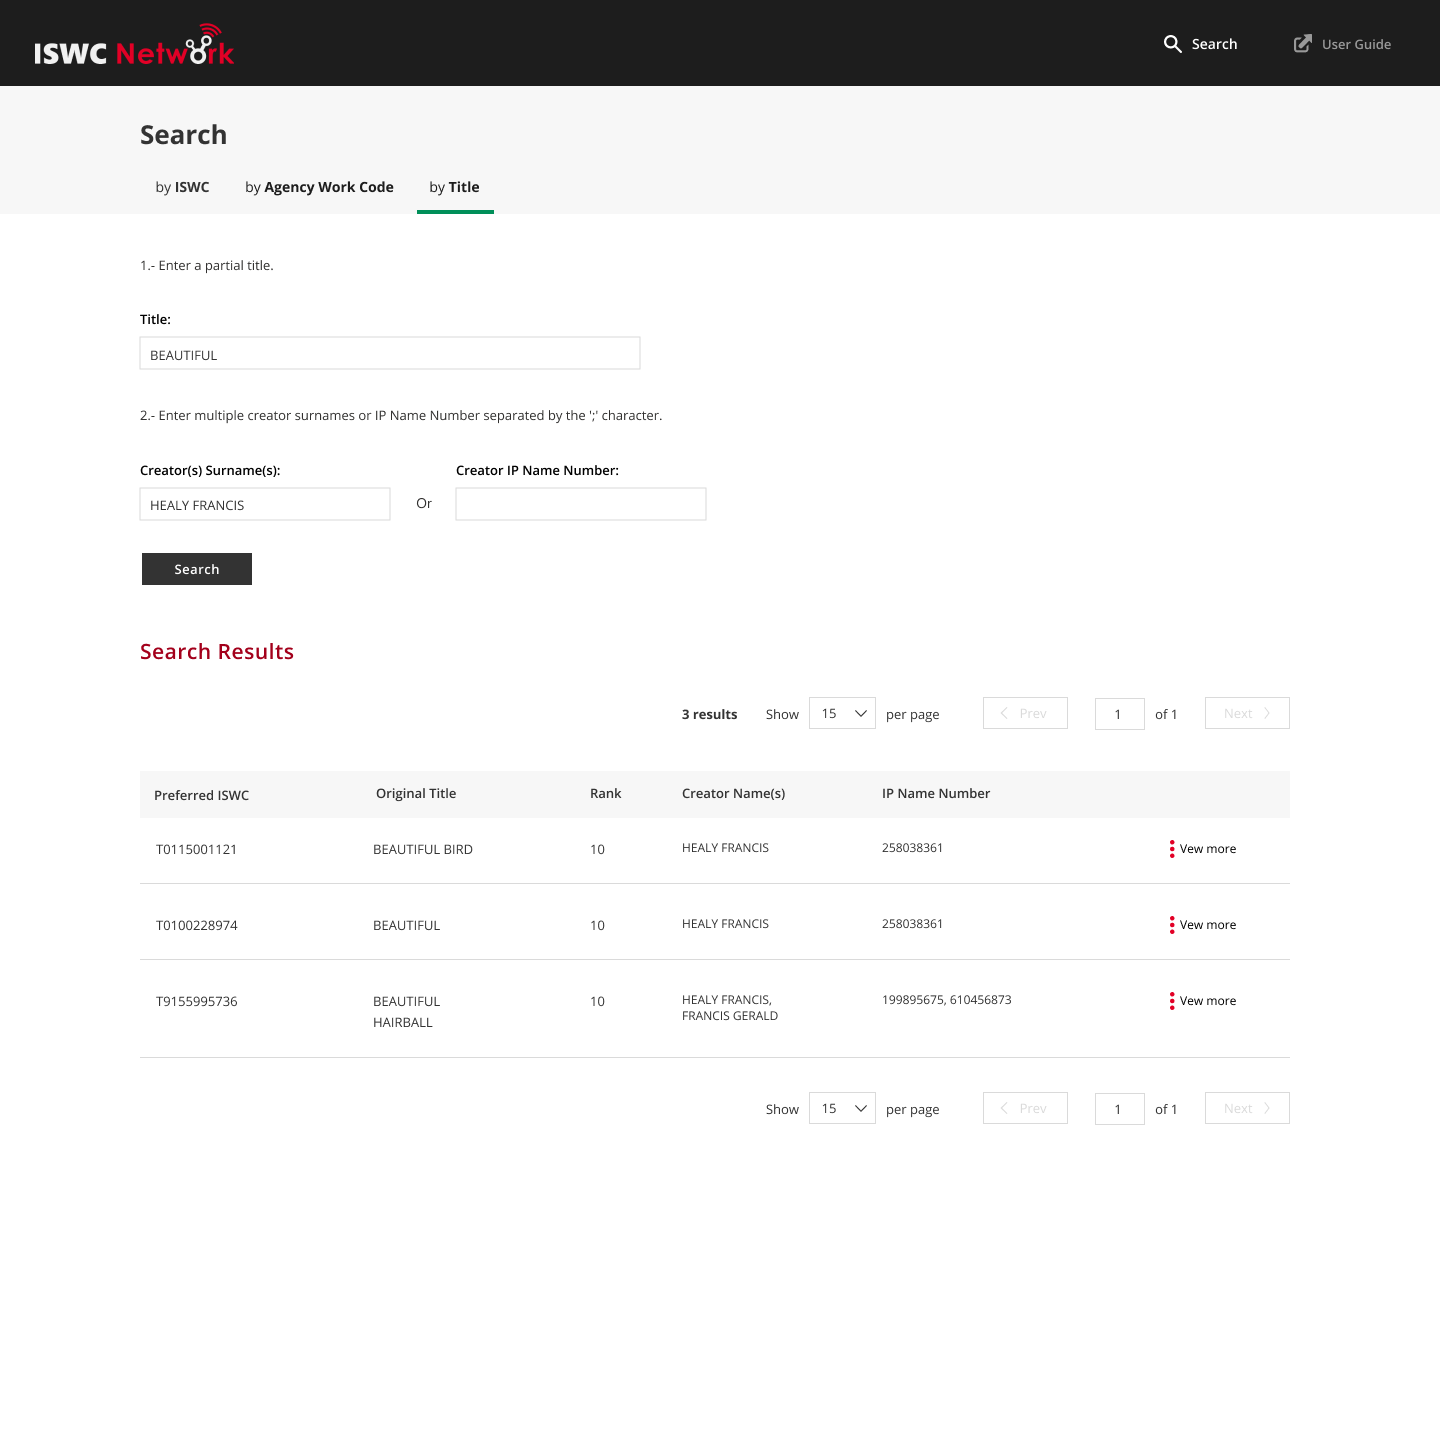 ISWC Network
Search
User Guide
Search
by ISWC
by Agency Work Code
by Title
1.- Enter a partial title.
Title:
BEAUTIFUL
2.- Enter multiple creator surnames or IP Name Number separated by the ';' character.
Creator(s) Surname(s):
Creator IP Name Number:
HEALY FRANCIS
Or
Search
Search Results
3 results Show 15 per page Prev 1 of 1 Next
Preferred ISWC Original Title Rank Creator Name(s) IP Name Number
T0115001121 BEAUTIFUL BIRD 10 HEALY FRANCIS 258038361 Vew more
T0100228974 BEAUTIFUL 10 HEALY FRANCIS 258038361 Vew more
T9155995736 BEAUTIFUL 10 HEALY FRANCIS, 199895675, 610456873 Vew more
HAIRBALL FRANCIS GERALD
Show 15 per page Prev 1 of 1 Next